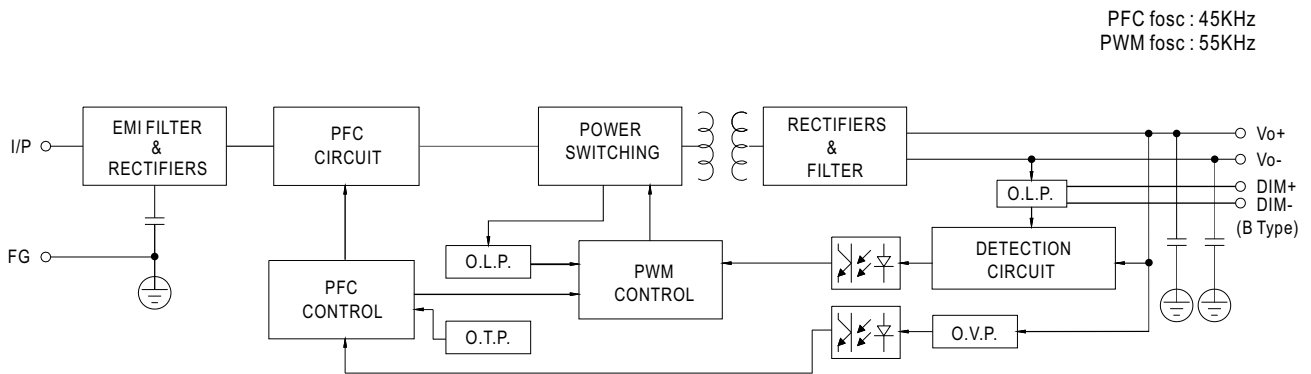 PFC fosc : 45KHz
PWM fosc : 55KHz
I/P
EMI FILTER
&
RECTIFIERS
PFC
CIRCUIT
POWER
SWITCHING
RECTIFIERS
&
FILTER
Vo+
Vo-
DIM+
DIM-
(B Type)
O.L.P.
FG
O.L.P.
PFC
CONTROL
PWM
CONTROL
DETECTION
CIRCUIT
O.T.P.
O.V.P.